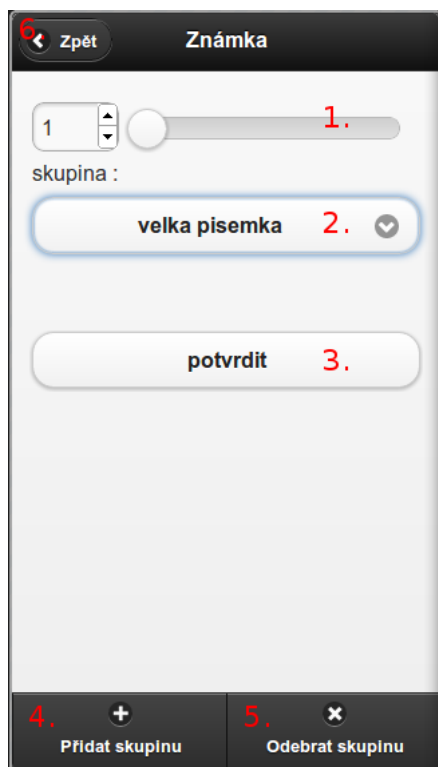 6.
Zpět
Známka
1
1.
skupina :
velka pisemka 2.
potvrdit 3.
4.
5.
Přidat skupinu
Odebrat skupinu